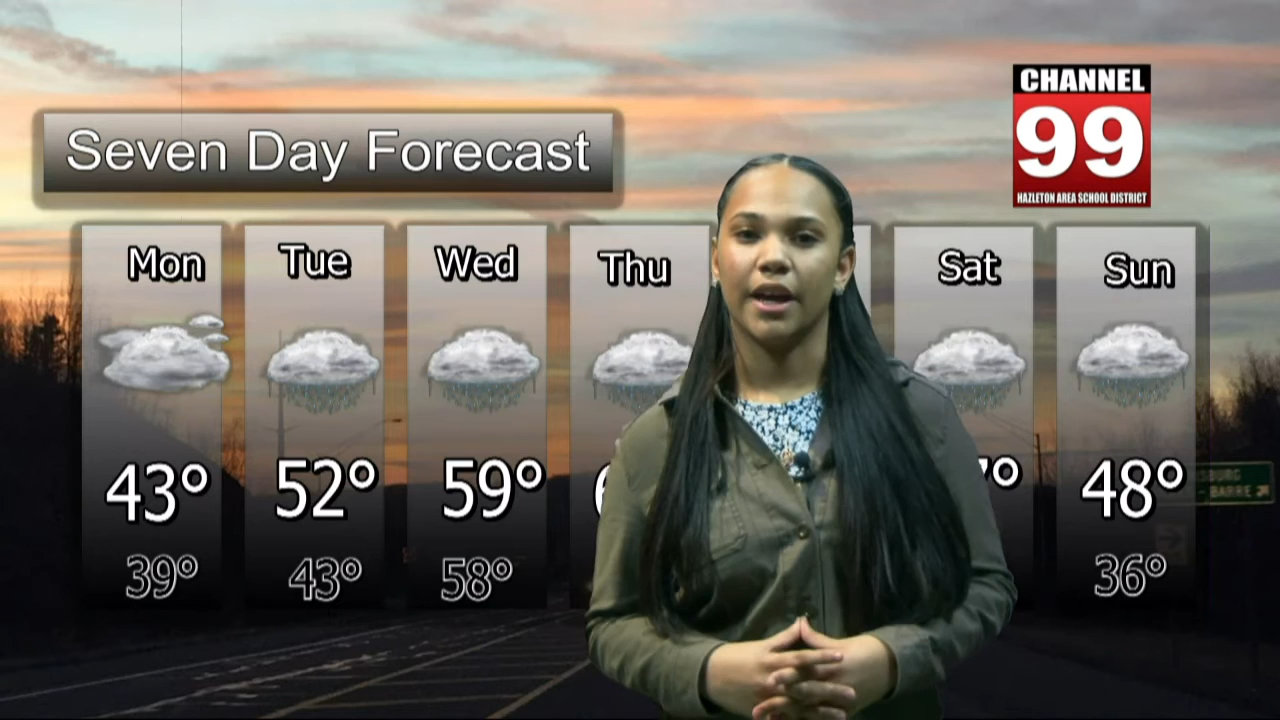 CHANNEL
99
HAZLETON AREA SCHOOL DISTRICT
Seven Day Forecast
Mon Tue Wed Thu Sat Sun
43° 52° 59° 48°
39° 43° 58° 36°
BARRE